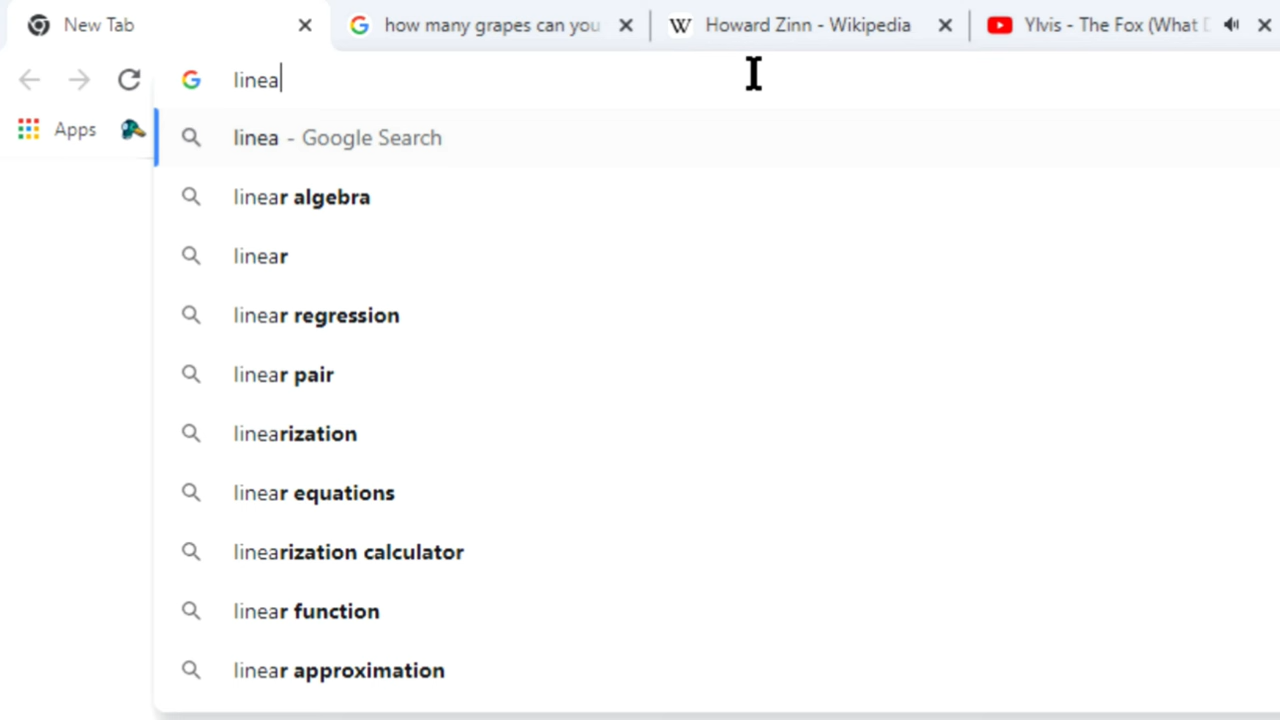 New Tab
how many grapes can you
Howard Zinn - Wikipedia
Ylvis - The Fox (What
linea
Apps
linea - Google Search
linear algebra
linear
linear regression
linear pair
linearization
linear equations
linearization calculator
linear function
linear approximation